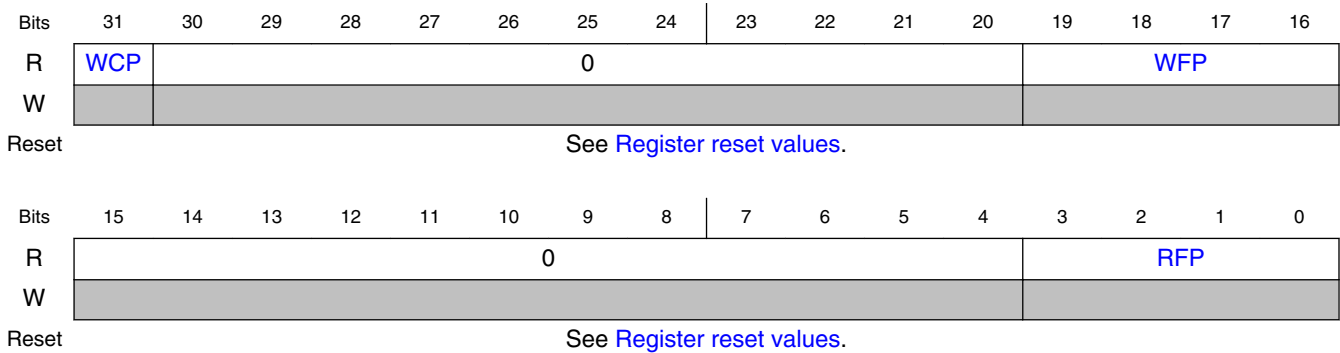 Bits 31 30 29 28 27 26 25 24 23 22 21 20 19 18 17 16
R WCP 0 WFP
W
Reset See Register reset values.
Bits 15 14 13 12 11 10 9 8 7 6 5 4 3 2 1 0
R 0 RFP
W
Reset See Register reset values.